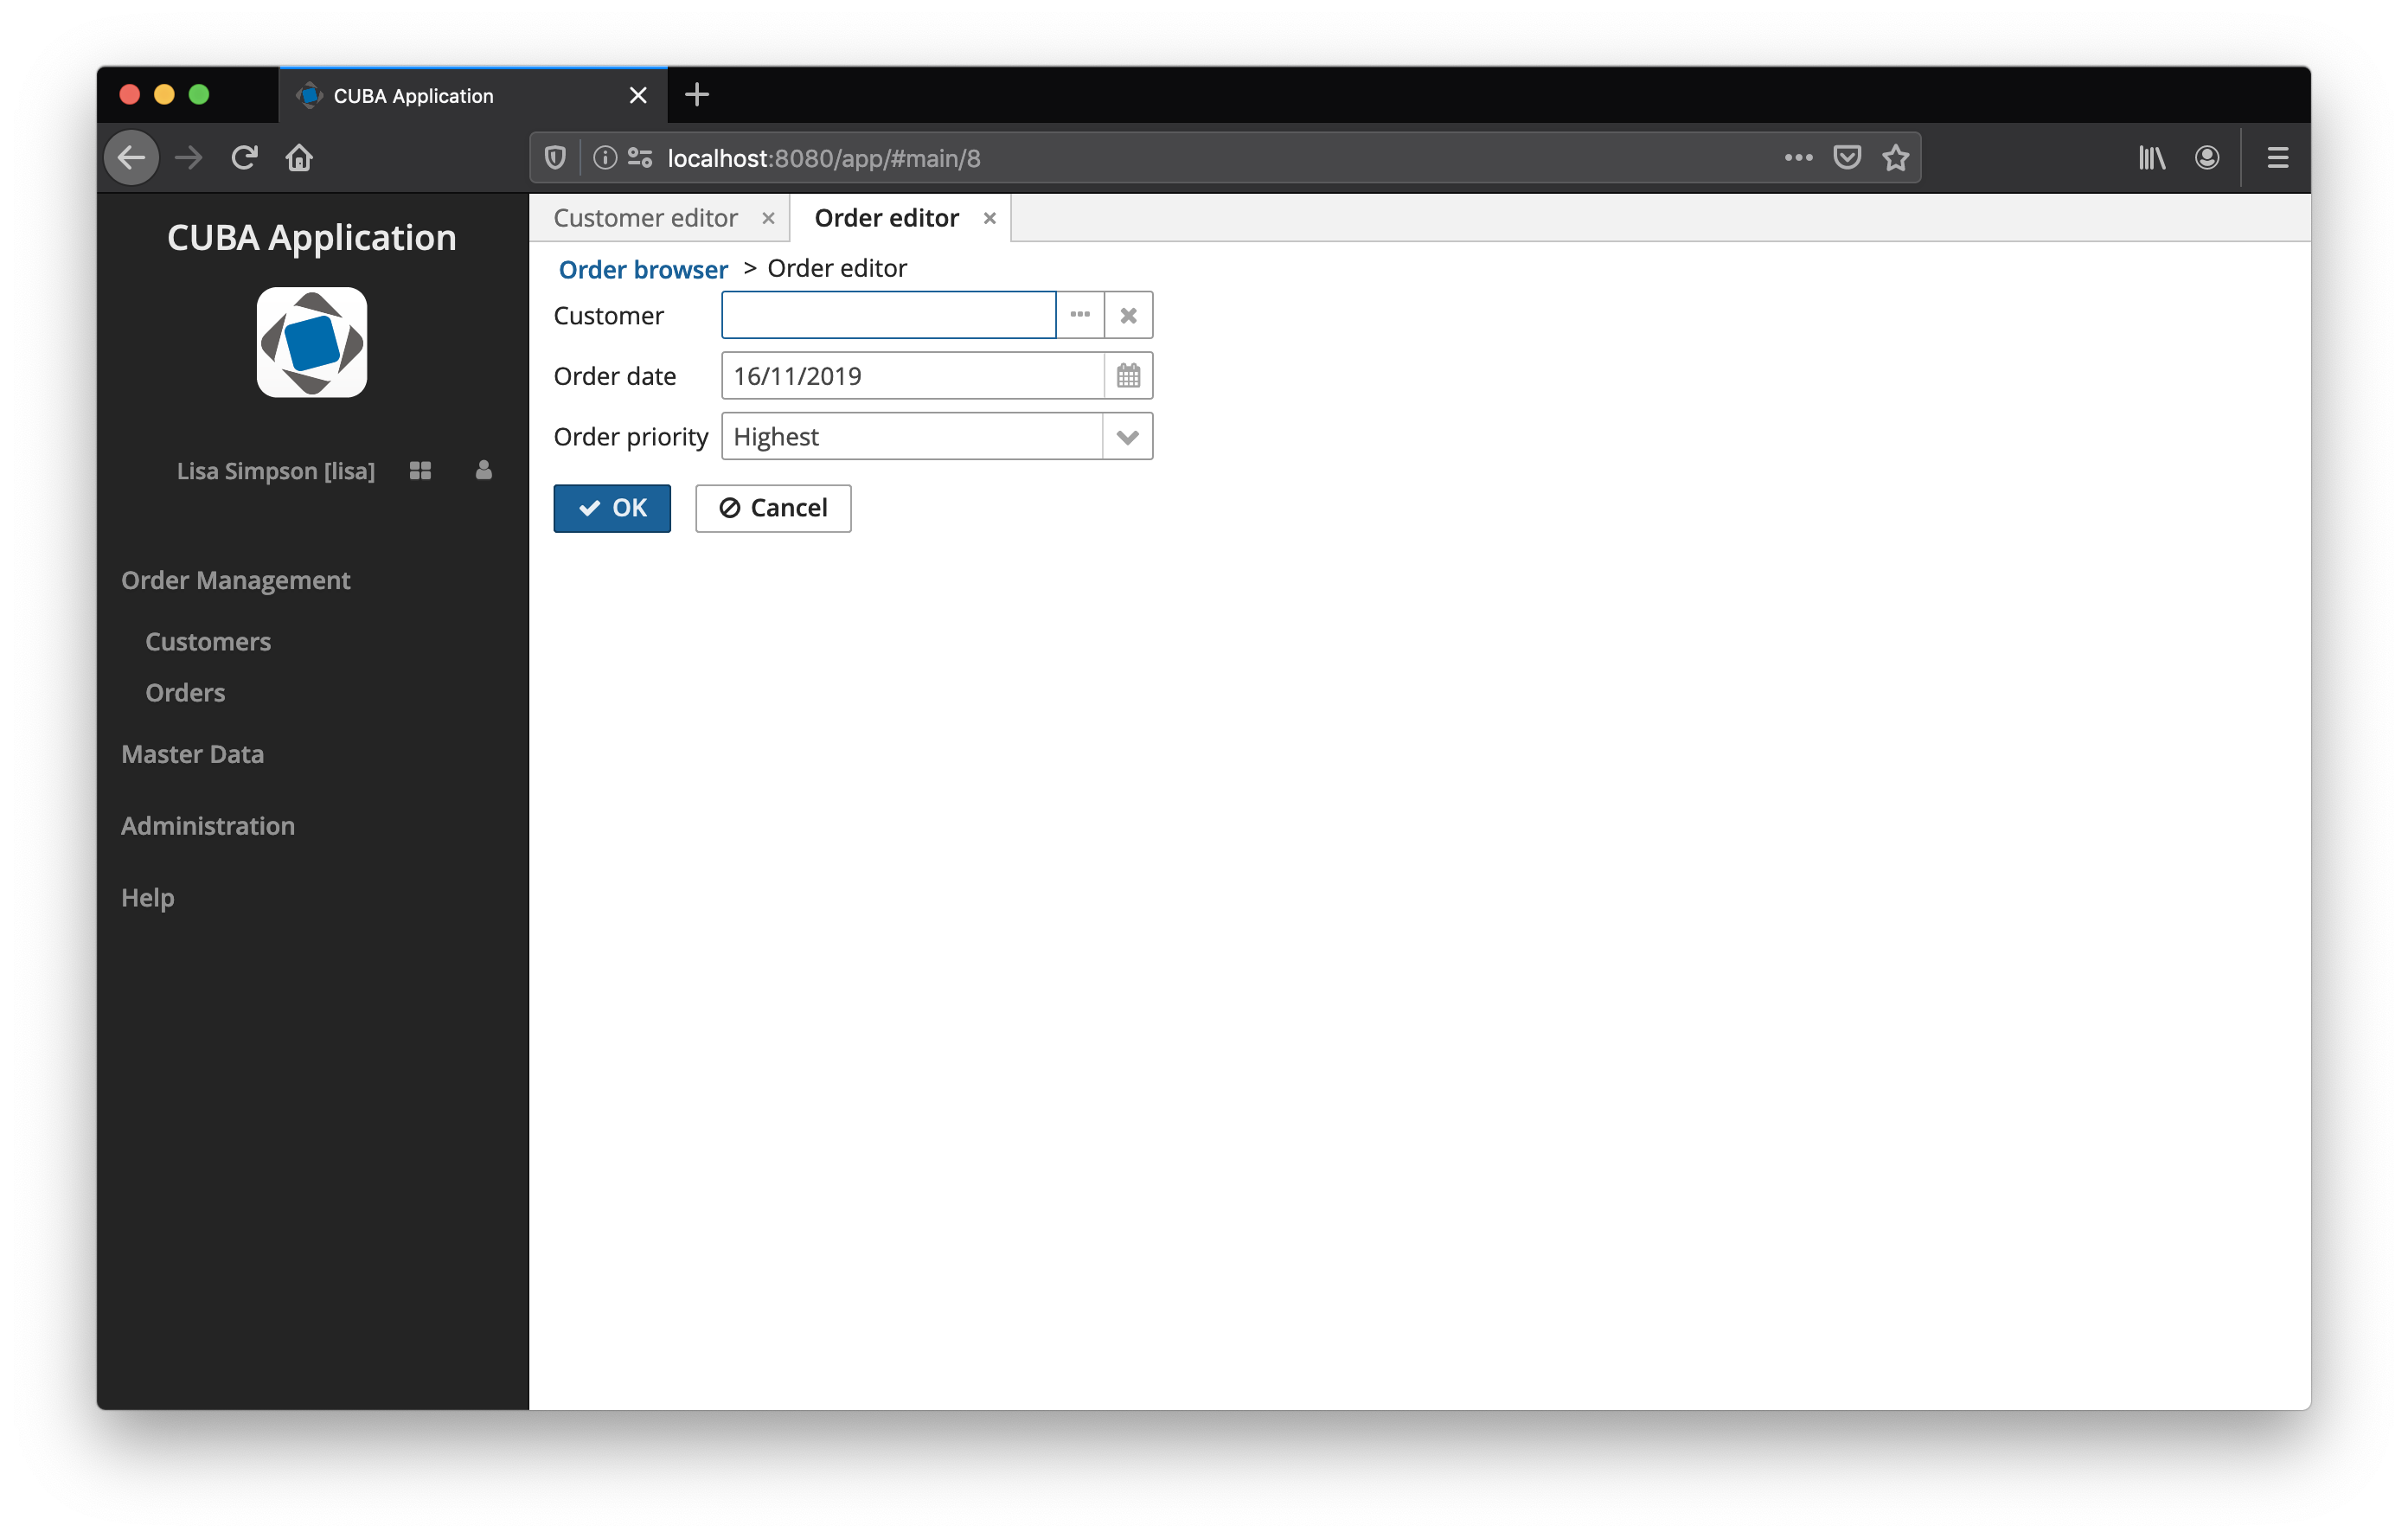 CUBA Application
localhost:8080/app/#main/8
CUBA Application
Lisa Simpson [lisa]
Order Management
Customers
Orders
Master Data
Administration
Help
Customer editor
Order editor
Order browser > Order editor
Customer
Order date 16/11/2019
Order priority Highest
OK Cancel